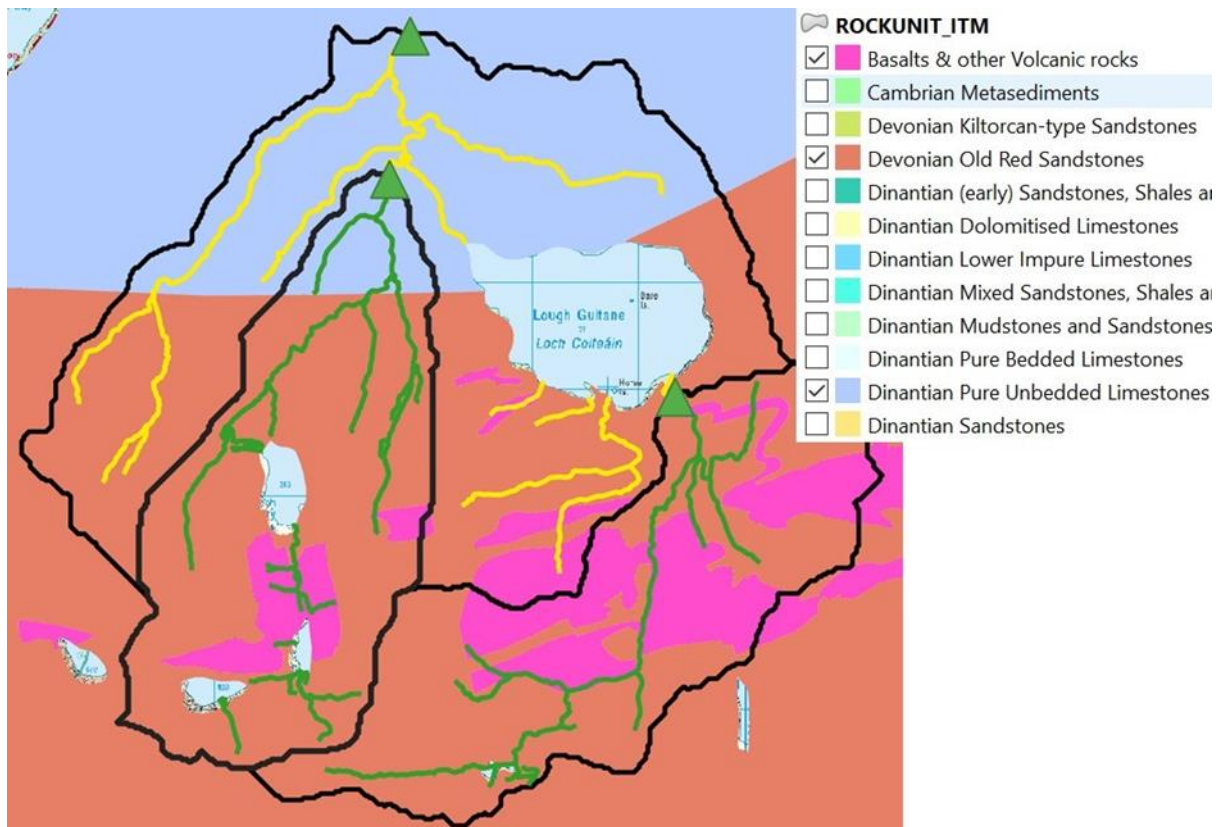 ROCKUNIT_ITM
Basalts & other Volcanic rocks
Cambrian Metasediments
Devonian Kiltorcan-type Sandstones
Devonian Old Red Sandstones
Dinantian (early) Sandstones, Shales ar
Dinantian Dolomitised Limestones
Dinantian Lower Impure Limestones
Dinantian Mixed Sandstones, Shales ar
Dinantian Mudstones and Sandstones
Dinantian Pure Bedded Limestones
Dinantian Pure Unbedded Limestones
Dinantian Sandstones
Lough Guitane
Loch Coiteáin